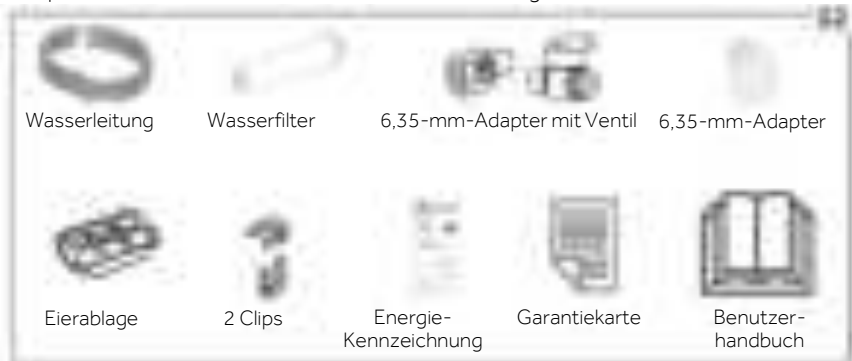 Wasserleitung Wasserfilter 6,35-mm-Adapter mit Ventil 6,35-mm-Adapter
Eierablage 2 Clips Energie-
Kennzeichnung Garantiekarte Benutzer-
handbuch